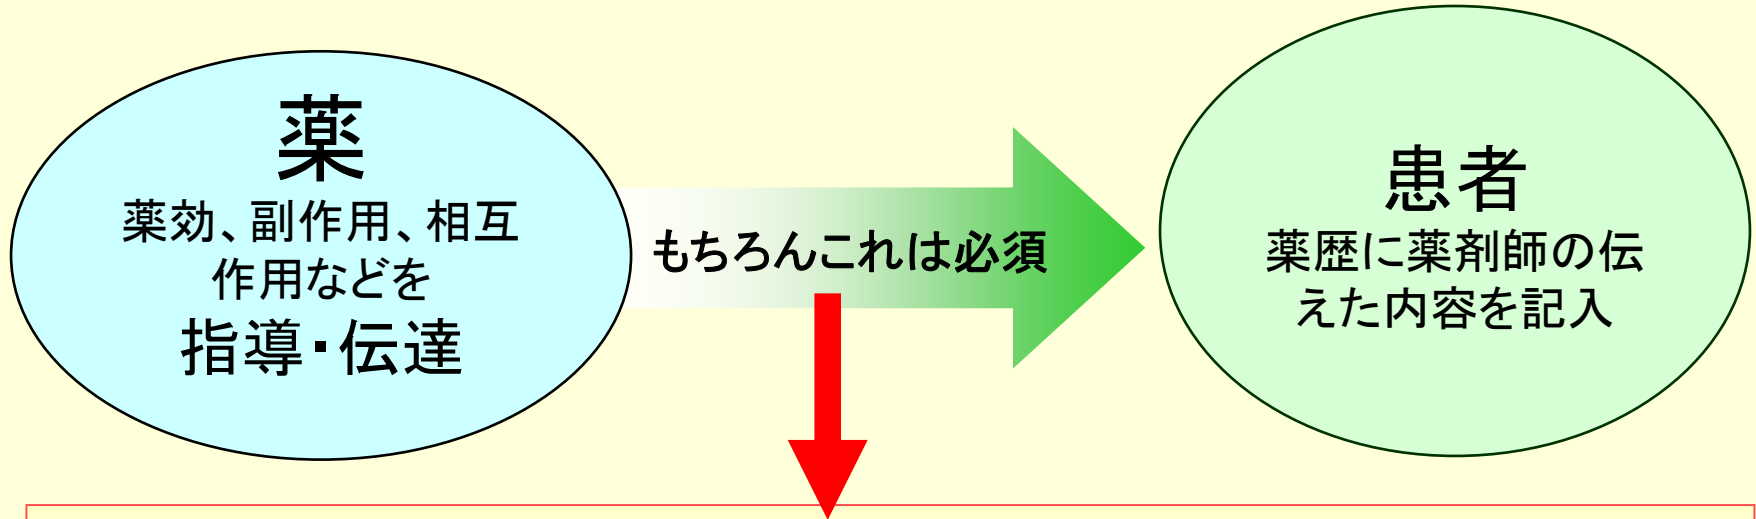 薬
薬効、副作用、相互
作用などを
指導・伝達
もちろんこれは必須
患者
薬歴に薬剤師の伝
えた内容を記入